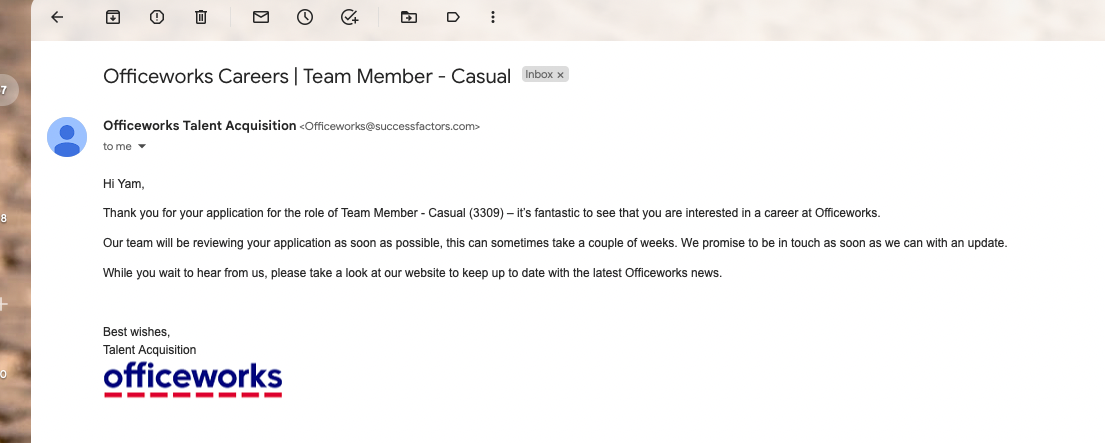 7
8
0
Officeworks Careers | Team Member - Casual Inbox ×
Officeworks Talent Acquisition <Officeworks@successfactors.com>
to me
Hi Yam,
Thank you for your application for the role of Team Member - Casual (3309) – it's fantastic to see that you are interested in a career at Officeworks.
Our team will be reviewing your application as soon as possible, this can sometimes take a couple of weeks. We promise to be in touch as soon as we can with an update.
While you wait to hear from us, please take a look at our website to keep up to date with the latest Officeworks news.
Best wishes,
Talent Acquisition
officeworks